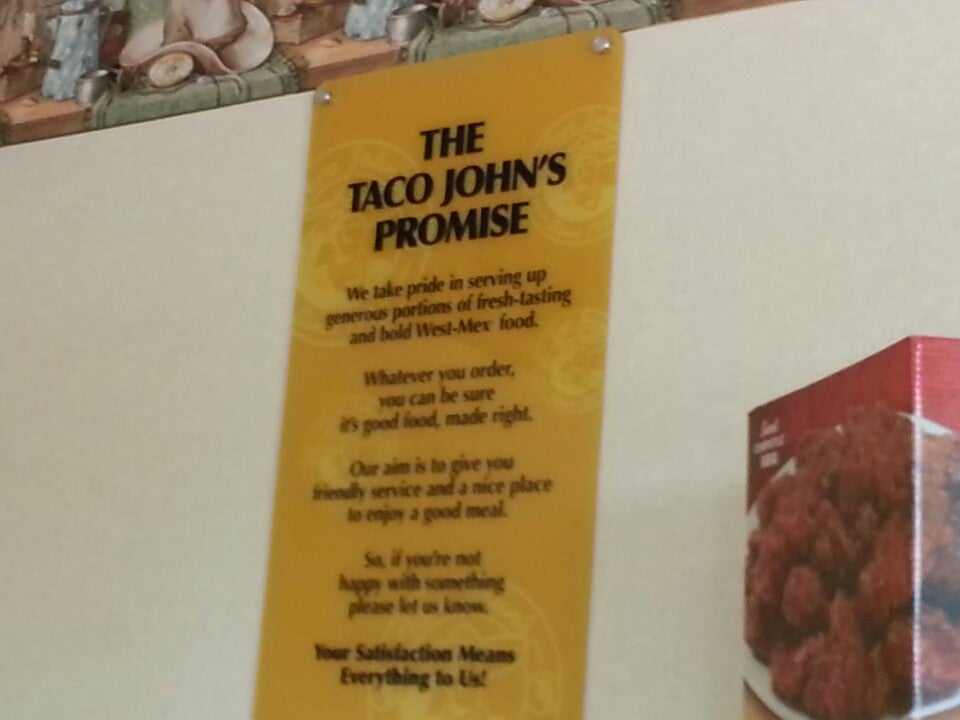 THE
TACO JOHN'S
PROMISE
We take pride in serving up
generous portions of fresh-tasting
and bold West-Mex food.
Whatever you order,
you can be sure
it's good food, made right.
Our aim is to give you
friendly service and a nice place
to enjoy a good meal.
So, if you're not
happy with something
please let us know.
Your Satisfaction Means
Everything to Us!